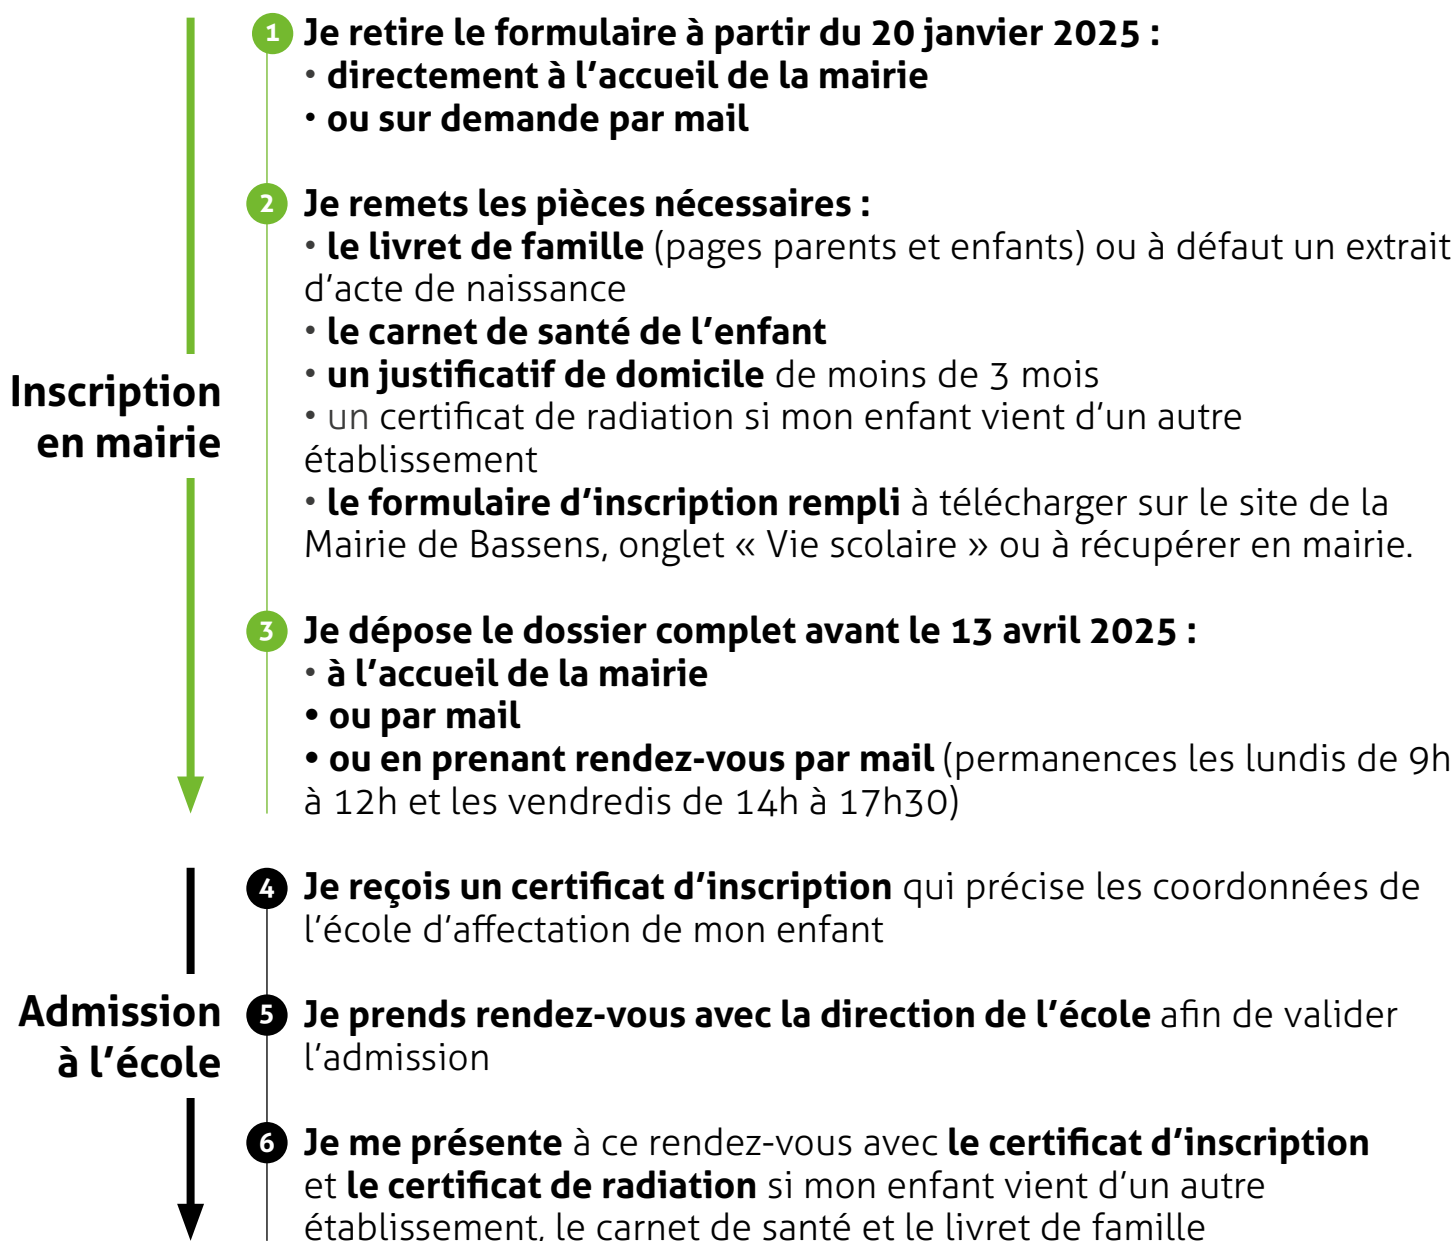 1 Je retire le formulaire à partir du 20 janvier 2025 :
• directement à l’accueil de la mairie
• ou sur demande par mail
2 Je remets les pièces nécessaires :
• le livret de famille (pages parents et enfants) ou à défaut un extrait
d’acte de naissance
• le carnet de santé de l’enfant
• un justificatif de domicile de moins de 3 mois
• un certificat de radiation si mon enfant vient d’un autre
établissement
• le formulaire d’inscription rempli à télécharger sur le site de la
Mairie de Bassens, onglet « Vie scolaire » ou à récupérer en mairie.
3 Je dépose le dossier complet avant le 13 avril 2025 :
• à l’accueil de la mairie
• ou par mail
• ou en prenant rendez-vous par mail (permanences les lundis de 9h
à 12h et les vendredis de 14h à 17h30)
Inscription
en mairie
4 Je reçois un certificat d’inscription qui précise les coordonnées de
l’école d’affectation de mon enfant
5 Je prends rendez-vous avec la direction de l’école afin de valider
l’admission
6 Je me présente à ce rendez-vous avec le certificat d’inscription
et le certificat de radiation si mon enfant vient d’un autre
établissement, le carnet de santé et le livret de famille
Admission
à l’école